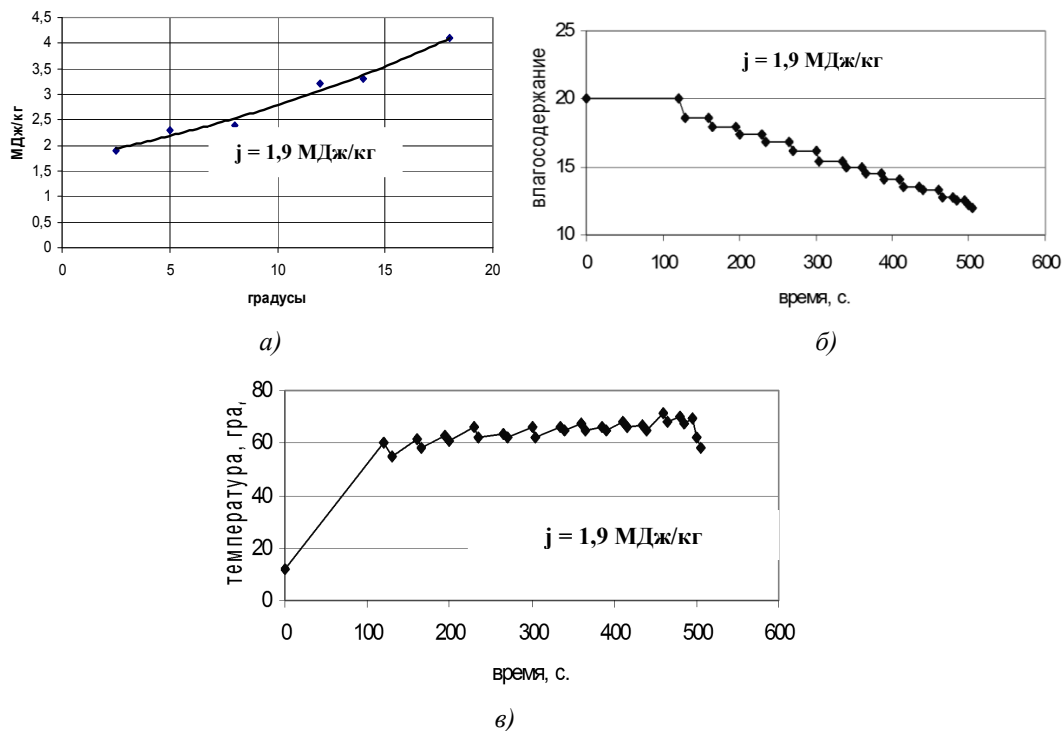 4,5
4
3,5
3
2,5
2
1,5
1
0,5
0
МДж/кг
j = 1,9 МДж/кг
0 5 10 15 20
градусы
а)
25
20
15
10
влагосодержание
j = 1,9 МДж/кг
0 100 200 300 400 500 600
время, с.
б)
80
60
40
20
0
температура, гра
j = 1,9 МДж/кг
0 100 200 300 400 500 600
время, с.
в)